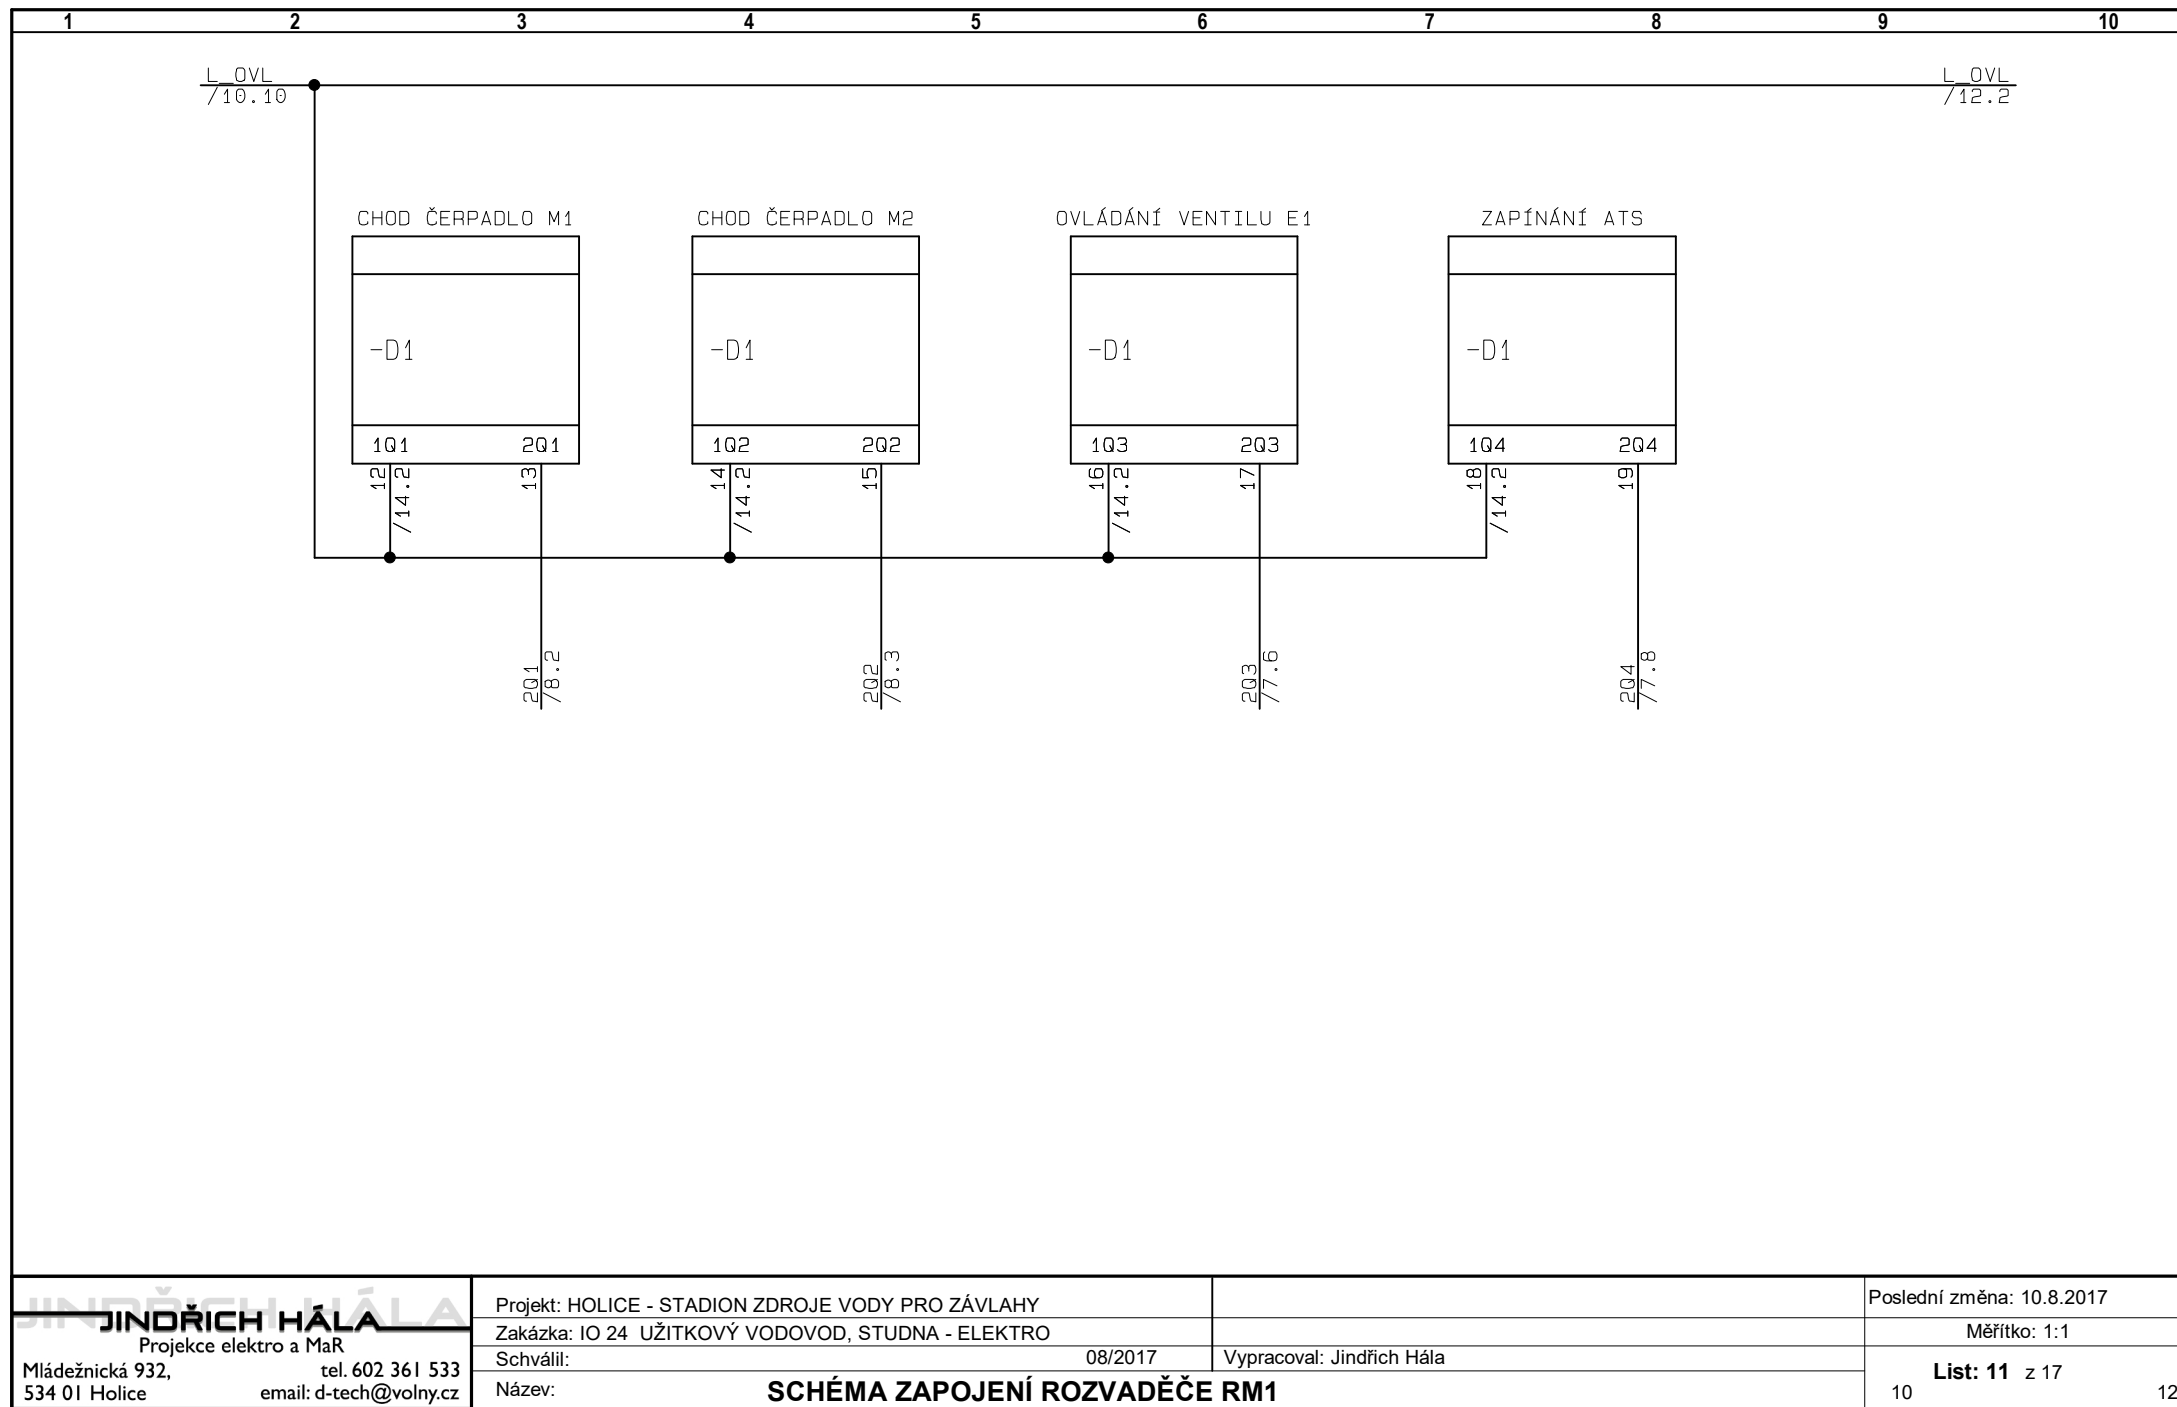 1 2 3 4 5 6 7 8 9 10
L_OVL L_OVL
/10.10 /12.2
CHOD ČERPADLO M1 CHOD ČERPADLO M2 OVLÁDÁNÍ VENTILU E1 ZAPÍNÁNÍ ATS
-D1 -D1 -D1 -D1
1Q1 2Q1 1Q2 2Q2 1Q3 2Q3 1Q4 2Q4
12 /14.2 13 14 /14.2 15 16 /14.2 17 18 /14.2 19
2Q1 /8.2 2Q2 /8.3 2Q3 /7.6 2Q4 /7.8
JINDŘICH HÁLA
JINDŘICH HÁLA
Projekce elektro a MaR
Mládežnická 932, tel. 602 361 533
534 01 Holice email: d-tech@volny.cz
Projekt: HOLICE - STADION ZDROJE VODY PRO ZÁVLAHY
Zakázka: IO 24 UŽITKOVÝ VODOVOD, STUDNA - ELEKTRO
Schválil: 08/2017 Vypracoval: Jindřich Hála
Název: SCHÉMA ZAPOJENÍ ROZVADĚČE RM1
Poslední změna: 10.8.2017
Měřítko: 1:1
List: 11 z 17
10 12